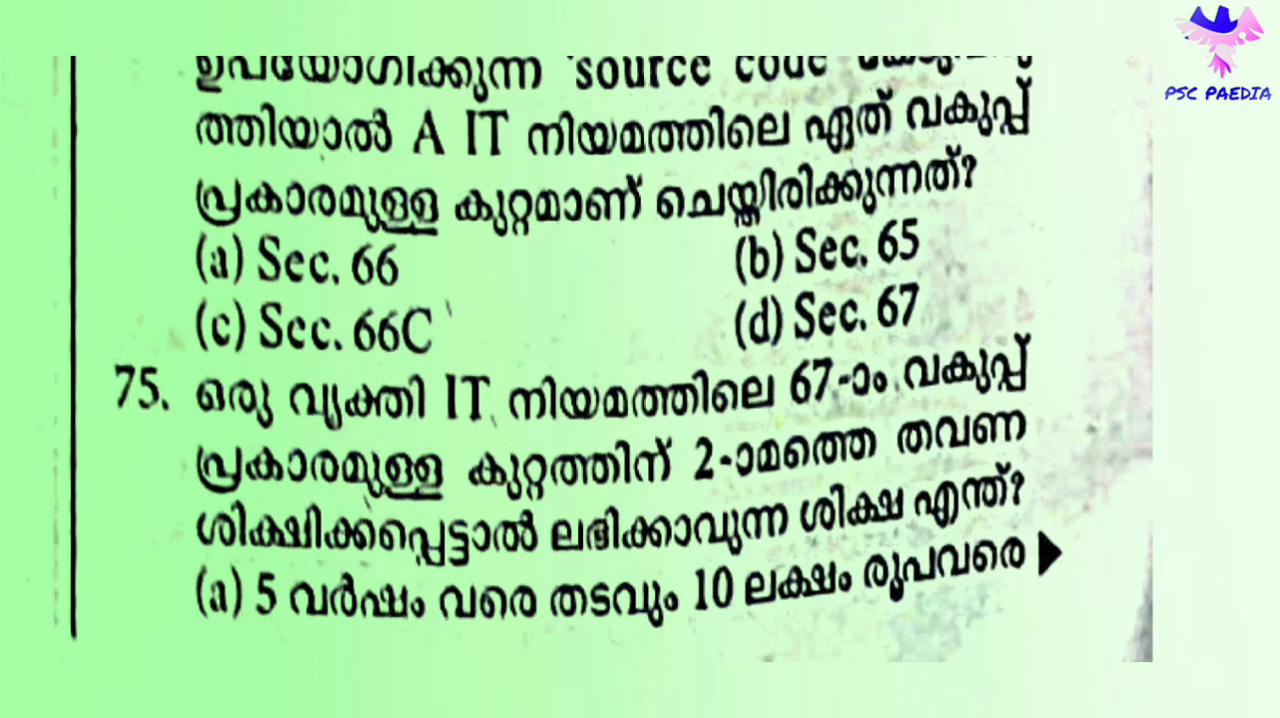 PSC PAEDIA
ഉപയോഗിക്കുന്ന 'source code'
ത്തിയാൽ A IT നിയമത്തിലെ ഏത് വകുപ്പ്
പ്രകാരമുള്ള കുറ്റമാണ് ചെയ്തിരിക്കുന്നത്?
(a) Sec. 66 (b) Sec. 65
(c) Sec. 66C (d) Sec. 67
75. ഒരു വ്യക്തി IT നിയമത്തിലെ 67-ാം വകുപ്പ്
പ്രകാരമുള്ള കുറ്റത്തിന് 2-ാമത്തെ തവണ
ശിക്ഷിക്കപ്പെട്ടാൽ ലഭിക്കാവുന്ന ശിക്ഷ എന്ത്?
(a) 5 വർഷം വരെ തടവും 10 ലക്ഷം രൂപവരെ